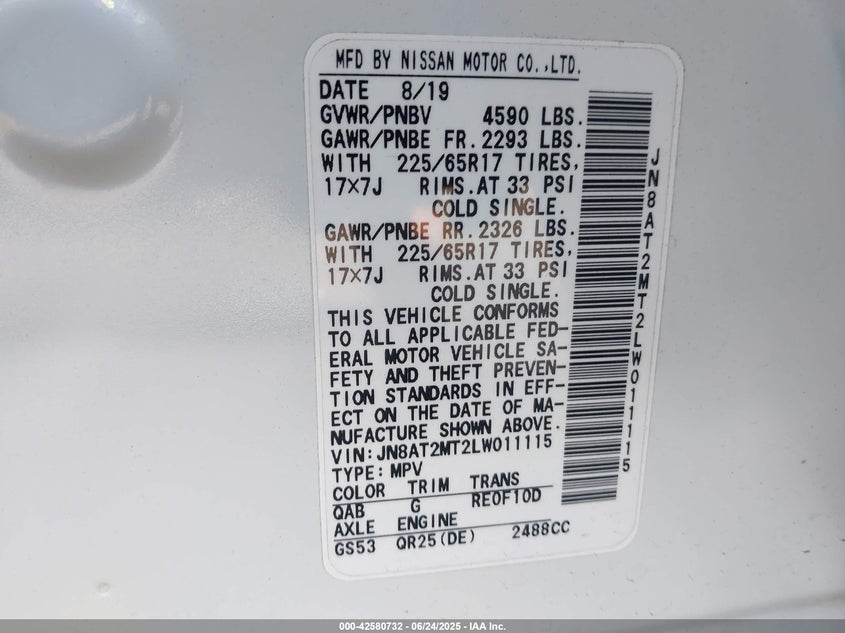 MFD BY NISSAN MOTOR CO.,LTD.
DATE 8/19
GVWR/PNBV 4590 LBS.
GAWR/PNBE FR.2293 LBS.
WITH 225/65R17 TIRES,
17X7J RIMS.AT 33 PSI
COLD SINGLE.
GAWR/PNBE RR.2326 LBS.
WITH 225/65R17 TIRES,
17X7J RIMS.AT 33 PSI
COLD SINGLE.
THIS VEHICLE CONFORMS
TO ALL APPLICABLE FED-
ERAL MOTOR VEHICLE SA-
FETY AND THEFT PREVEN-
TION STANDARDS IN EFF-
ECT ON THE DATE OF MA-
NUFACTURE SHOWN ABOVE.
VIN:JN8AT2MT2LW011115
TYPE:MPV
COLOR TRIM TRANS
QAB G RE0F10D
AXLE ENGINE
GS53 QR25(DE) 2488CC
JN8AT2MT2LW011115
000-42580732 - 06/24/2025 - IAA Inc.